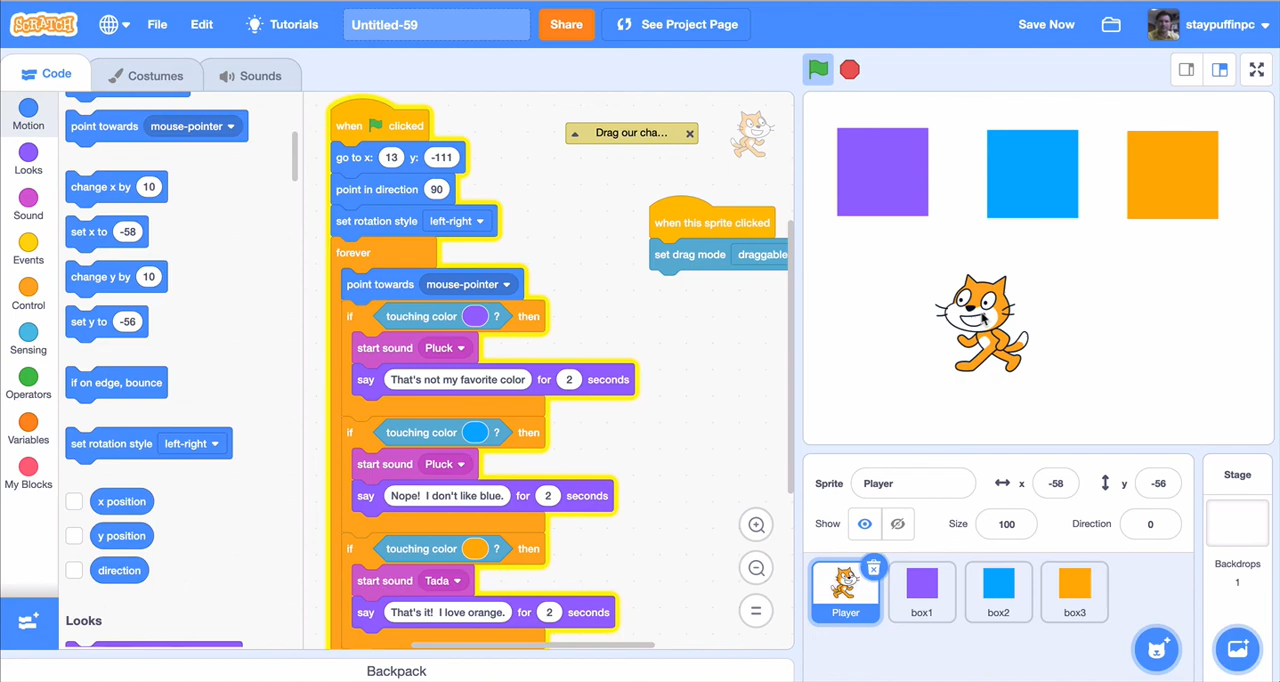 SCRATCH File Edit Tutorials Untitled-59 Share See Project Page Save Now staypuffinpc
Code Costumes Sounds
Motion
Looks
Sound
Events
Control
Sensing
Operators
Variables
My Blocks
point towards mouse-pointer
change x by 10
set x to -58
change y by 10
set y to -56
if on edge, bounce
set rotation style left-right
x position
y position
direction
Looks
when clicked
go to x: 13 y: -111
point in direction 90
set rotation style left-right
forever
point towards mouse-pointer
if touching color ? then
start sound Pluck
say That's not my favorite color for 2 seconds
if touching color ? then
start sound Pluck
say Nope! I don't like blue. for 2 seconds
if touching color ? then
start sound Tada
say That's it! I love orange. for 2 seconds
Drag our cha...
when this sprite clicked
set drag mode draggable
Backpack
Sprite Player x -58 y -56
Show Size 100 Direction 0
Player box1 box2 box3
Stage
Backdrops
1